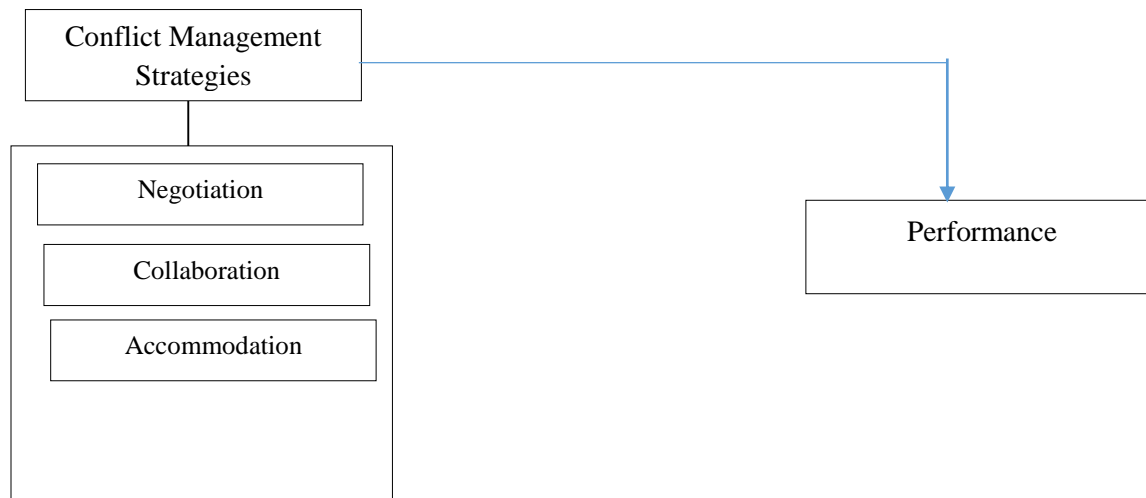 Conflict Management
Strategies
Negotiation
Collaboration
Accommodation
Performance